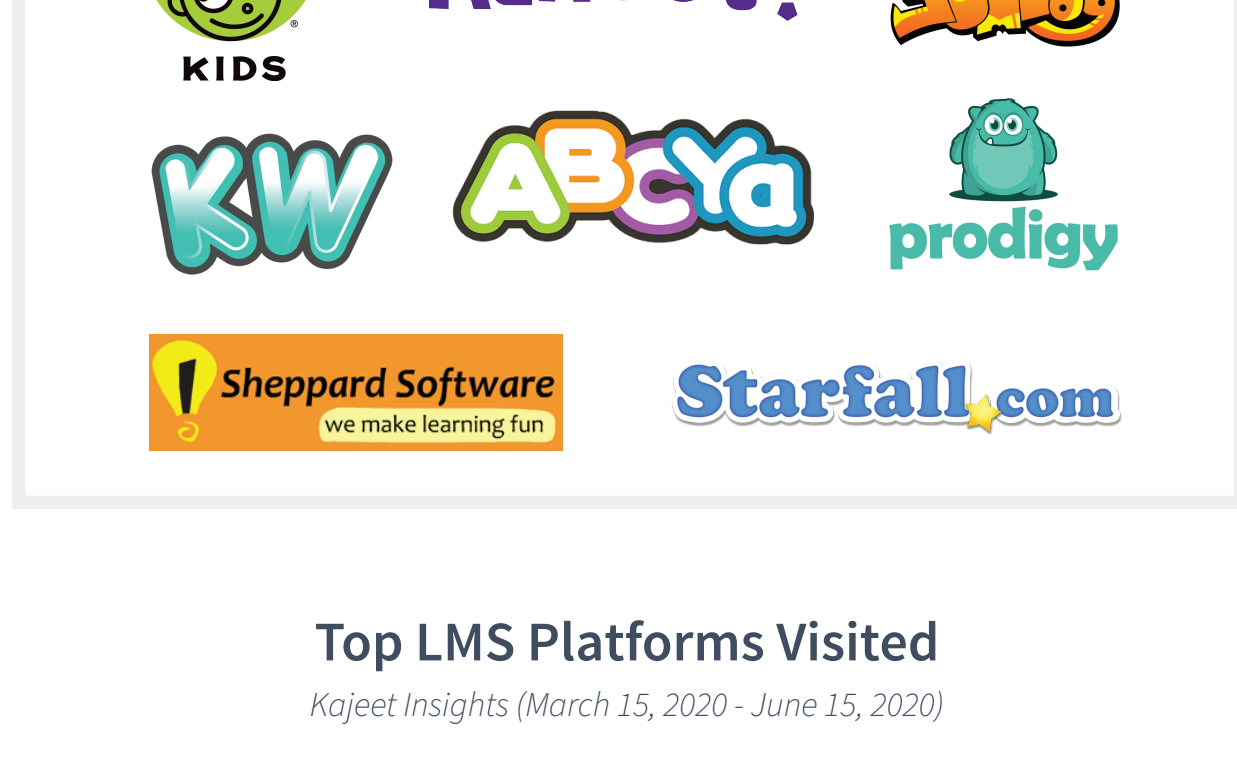 ®
KIDS
KW
ABCYa
prodigy
Sheppard Software
we make learning fun
Starfall.com
Top LMS Platforms Visited
Kajeet Insights (March 15, 2020 - June 15, 2020)